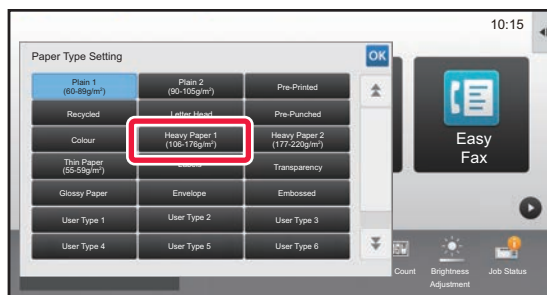 10:15
Paper Type Setting
OK
Plain 1
(60-89g/m²)
Plain 2
(90-105g/m²)
Pre-Printed
Recycled
Letter Head
Pre-Punched
Colour
Heavy Paper 1
(106-176g/m²)
Heavy Paper 2
(177-220g/m²)
Thin Paper
(55-59g/m²)
Labels
Transparency
Glossy Paper
Envelope
Embossed
User Type 1
User Type 2
User Type 3
User Type 4
User Type 5
User Type 6
Easy
Fax
Count
Brightness
Adjustment
Job Status